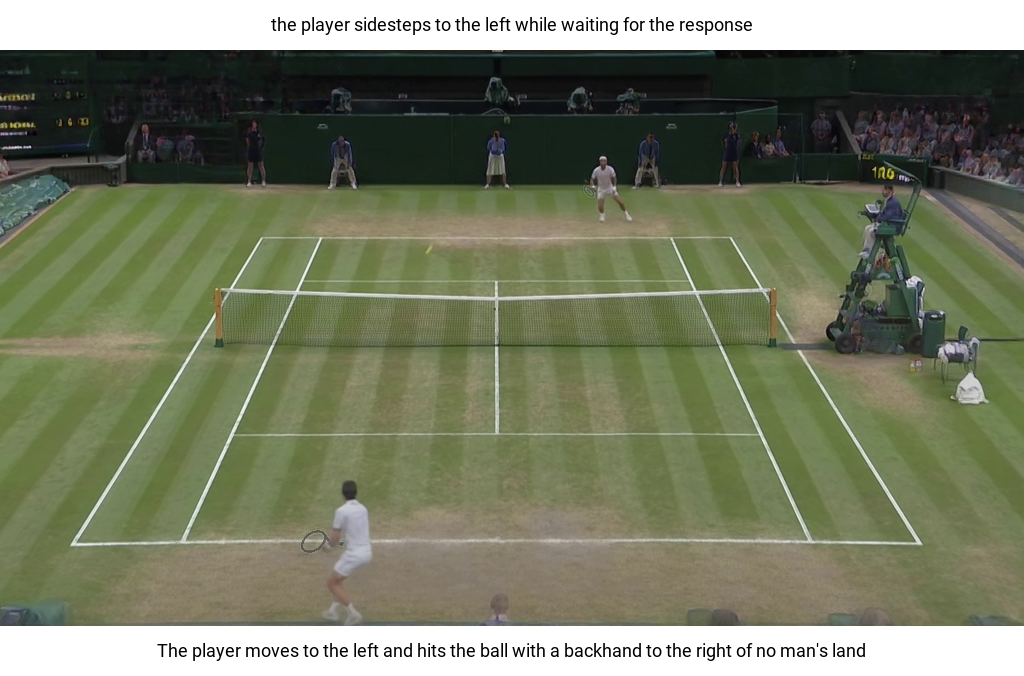 the player sidesteps to the left while waiting for the response
The player moves to the left and hits the ball with a backhand to the right of no man's land